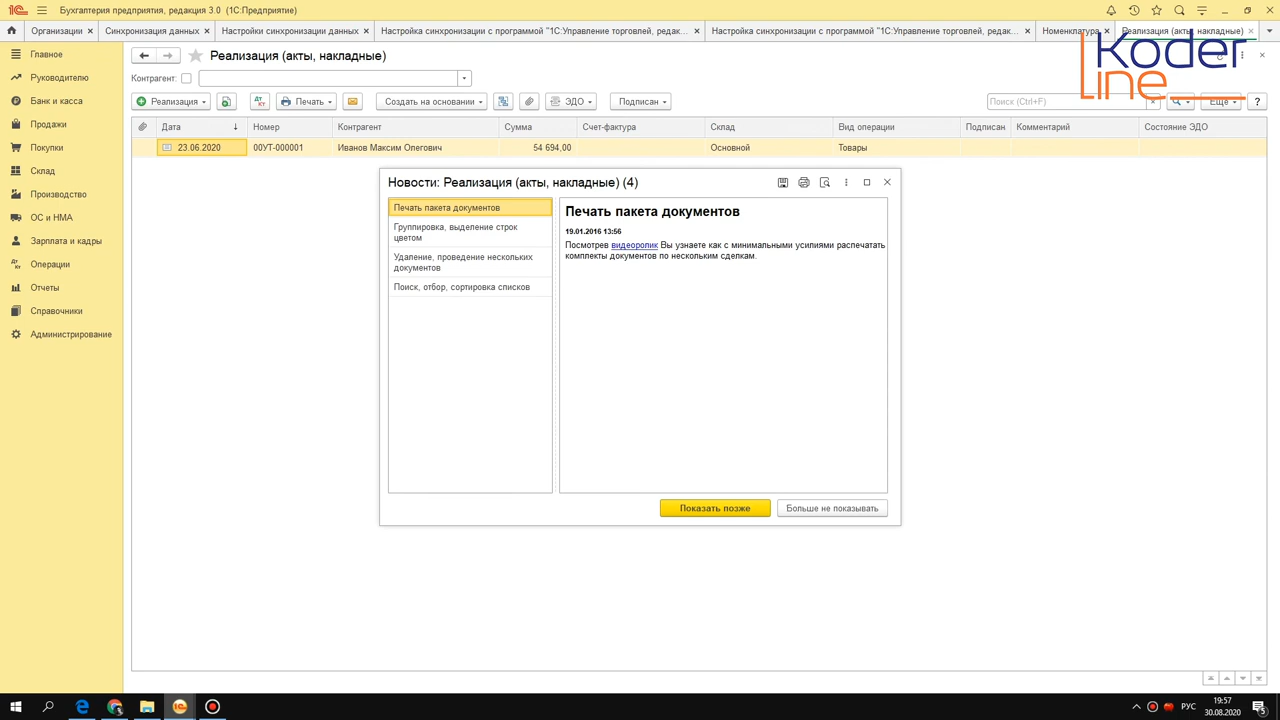 Бухгалтерия предприятия, редакция 3.0 (1С:Предприятие)
Организации
Синхронизация данных
Настройки синхронизации данных
Настройка синхронизации с программой "1С:Управление торговлей, редак...
Настройка синхронизации с программой "1С:Управление торговлей, редак...
Номенклатура
Реализация (акты, накладные)
Koder
Line
Главное
Руководителю
Банк и касса
Продажи
Покупки
Склад
Производство
ОС и НМА
Зарплата и кадры
Операции
Отчеты
Справочники
Администрирование
Реализация (акты, накладные)
Контрагент:
Реализация
Дт Кт
Печать
Создать на основании
ЭДО
Подписан
Поиск (Ctrl+F)
Еще
?
Дата Номер Контрагент Сумма Счет-фактура Склад Вид операции Подписан Комментарий Состояние ЭДО
23.06.2020 00УТ-000001 Иванов Максим Олегович 54 694,00 Основной Товары
Новости: Реализация (акты, накладные) (4)
Печать пакета документов
Группировка, выделение строк
цветом
Удаление, проведение нескольких
документов
Поиск, отбор, сортировка списков
Печать пакета документов
19.01.2016 13:56
Посмотрев видеоролик Вы узнаете как с минимальными усилиями распечатать
комплекты документов по нескольким сделкам.
Показать позже
Больше не показывать
РУС
19:57
30.08.2020